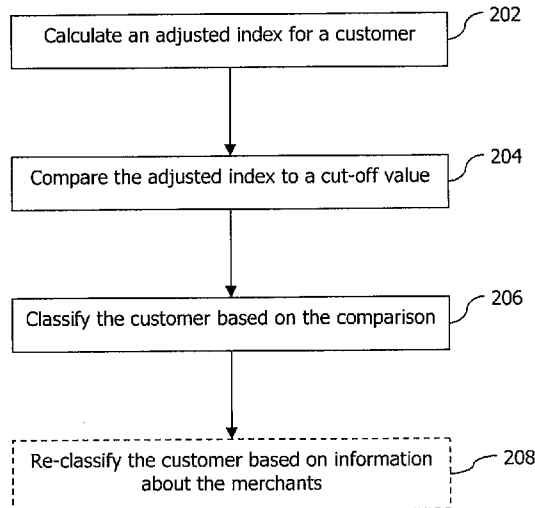 Calculate an adjusted index for a customer
202
Compare the adjusted index to a cut-off value
204
Classify the customer based on the comparison
206
Re-classify the customer based on information
about the merchants
208